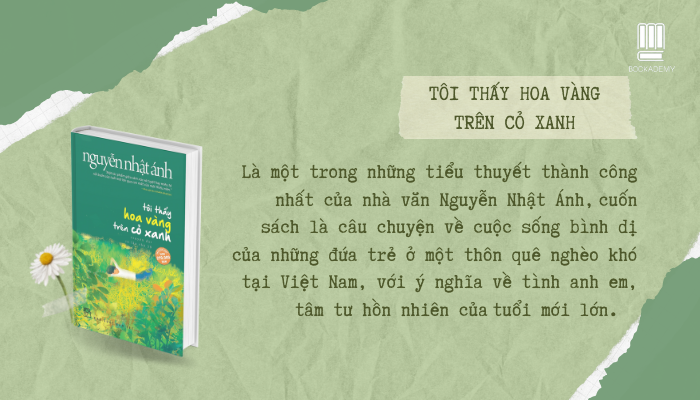 BOOKADEMY
TÔI THẤY HOA VÀNG
TRÊN CỎ XANH
Là một trong những tiểu thuyết thành công
nhất của nhà văn Nguyễn Nhật Ánh, cuốn
sách là câu chuyện về cuộc sống bình dị
của những đứa trẻ ở một thôn quê nghèo khó
tại Việt Nam, với ý nghĩa về tình anh em,
tâm tư hồn nhiên của tuổi mới lớn.
nguyễn nhật ánh
tôi thấy
hoa vàng
trên cỏ xanh